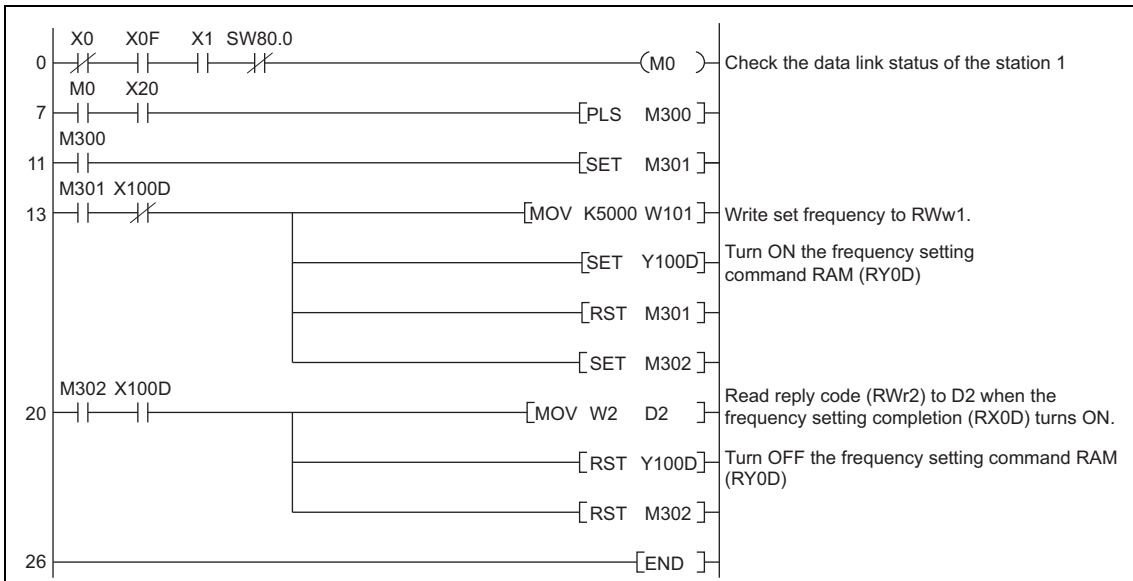 X0 X0F X1 SW80.0
0 M0 Check the data link status of the station 1
M0 X20
7 PLS M300
M300
11 SET M301
M301 X100D
13 MOV K5000 W101 Write set frequency to RWw1.
SET Y100D Turn ON the frequency setting
command RAM (RY0D)
RST M301
SET M302
M302 X100D
20 MOV W2 D2 Read reply code (RWr2) to D2 when the
frequency setting completion (RX0D) turns ON.
RST Y100D Turn OFF the frequency setting command RAM
(RY0D)
RST M302
26 END